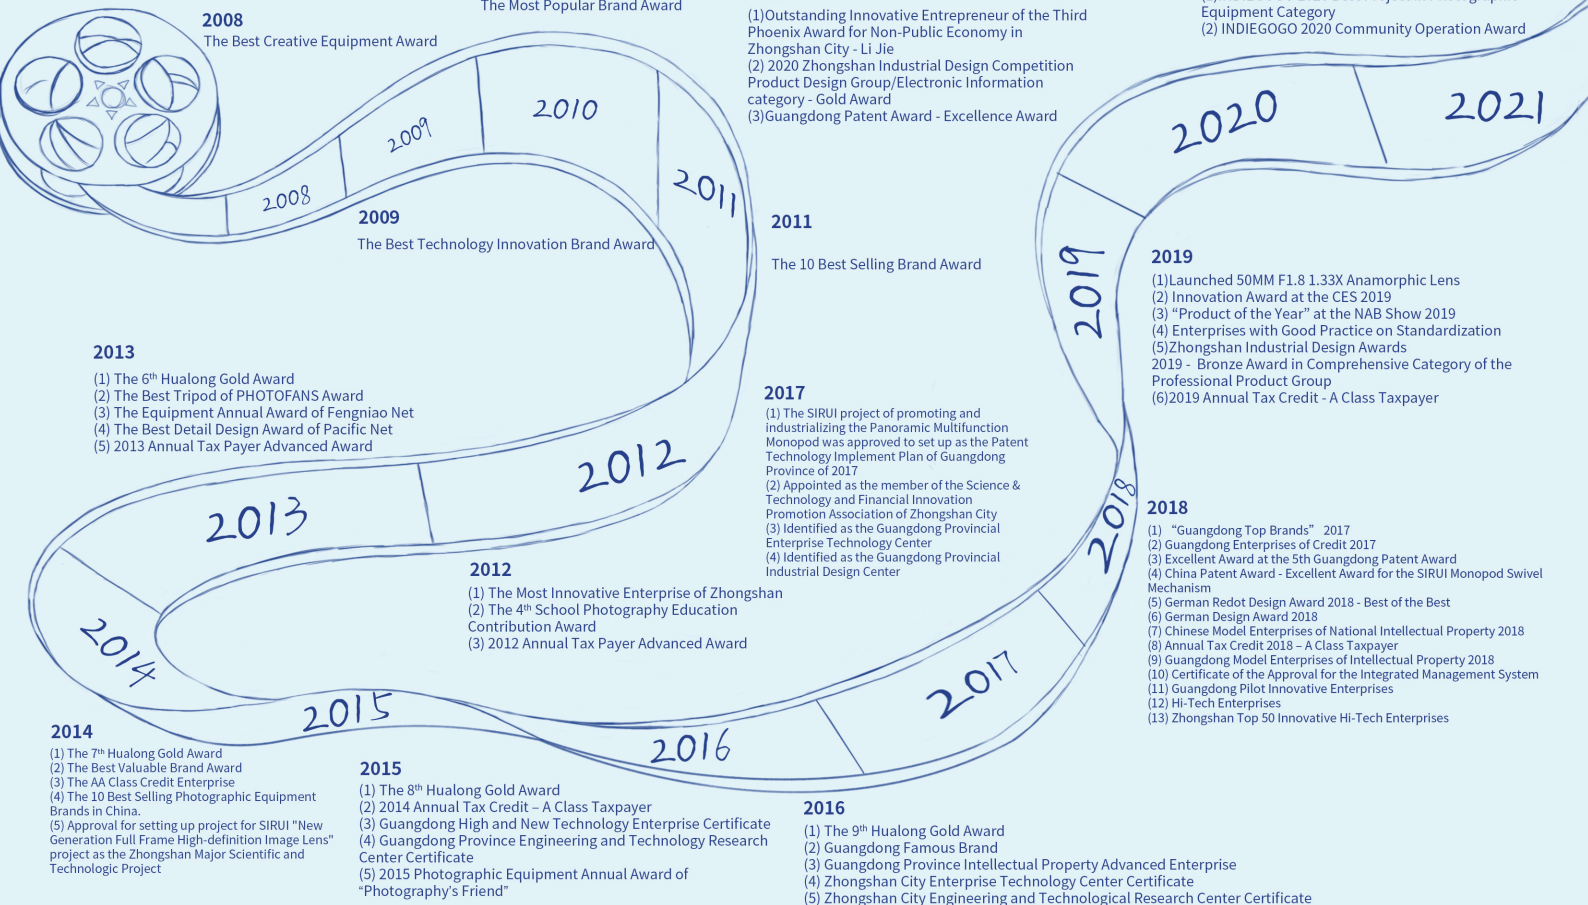 2008
The Best Creative Equipment Award
The Most Popular Brand Award
(1)Outstanding Innovative Entrepreneur of the Third
Phoenix Award for Non-Public Economy in
Zhongshan City - Li Jie
(2) 2020 Zhongshan Industrial Design Competition
Product Design Group/Electronic Information
category - Gold Award
(3)Guangdong Patent Award - Excellence Award
Equipment Category
(2) INDIEGOGO 2020 Community Operation Award
2008
2009
2010
2011
2020
2021
2009
The Best Technology Innovation Brand Award
2011
The 10 Best Selling Brand Award
2019
2019
(1)Launched 50MM F1.8 1.33X Anamorphic Lens
(2) Innovation Award at the CES 2019
(3) “Product of the Year” at the NAB Show 2019
(4) Enterprises with Good Practice on Standardization
(5)Zhongshan Industrial Design Awards
2019 - Bronze Award in Comprehensive Category of the
Professional Product Group
(6)2019 Annual Tax Credit - A Class Taxpayer
2013
(1) The 6th Hualong Gold Award
(2) The Best Tripod of PHOTOFANS Award
(3) The Equipment Annual Award of Fengniao Net
(4) The Best Detail Design Award of Pacific Net
(5) 2013 Annual Tax Payer Advanced Award
2017
(1) The SIRUI project of promoting and
industrializing the Panoramic Multifunction
Monopod was approved to set up as the Patent
Technology Implement Plan of Guangdong
Province of 2017
(2) Appointed as the member of the Science &
Technology and Financial Innovation
Promotion Association of Zhongshan City
(3) Identified as the Guangdong Provincial
Enterprise Technology Center
(4) Identified as the Guangdong Provincial
Industrial Design Center
2012
2013
2018
2018
(1) “Guangdong Top Brands” 2017
(2) Guangdong Enterprises of Credit 2017
(3) Excellent Award at the 5th Guangdong Patent Award
(4) China Patent Award - Excellent Award for the SIRUI Monopod Swivel
Mechanism
(5) German Redot Design Award 2018 - Best of the Best
(6) German Design Award 2018
(7) Chinese Model Enterprises of National Intellectual Property 2018
(8) Annual Tax Credit 2018 – A Class Taxpayer
(9) Guangdong Model Enterprises of Intellectual Property 2018
(10) Certificate of the Approval for the Integrated Management System
(11) Guangdong Pilot Innovative Enterprises
(12) Hi-Tech Enterprises
(13) Zhongshan Top 50 Innovative Hi-Tech Enterprises
2012
(1) The Most Innovative Enterprise of Zhongshan
(2) The 4th School Photography Education
Contribution Award
(3) 2012 Annual Tax Payer Advanced Award
2014
2015
2016
2017
2014
(1) The 7th Hualong Gold Award
(2) The Best Valuable Brand Award
(3) The AA Class Credit Enterprise
(4) The 10 Best Selling Photographic Equipment
Brands in China.
(5) Approval for setting up project for SIRUI "New
Generation Full Frame High-definition Image Lens"
project as the Zhongshan Major Scientific and
Technologic Project
2015
(1) The 8th Hualong Gold Award
(2) 2014 Annual Tax Credit – A Class Taxpayer
(3) Guangdong High and New Technology Enterprise Certificate
(4) Guangdong Province Engineering and Technology Research
Center Certificate
(5) 2015 Photographic Equipment Annual Award of
“Photography’s Friend”
2016
(1) The 9th Hualong Gold Award
(2) Guangdong Famous Brand
(3) Guangdong Province Intellectual Property Advanced Enterprise
(4) Zhongshan City Enterprise Technology Center Certificate
(5) Zhongshan City Engineering and Technological Research Center Certificate